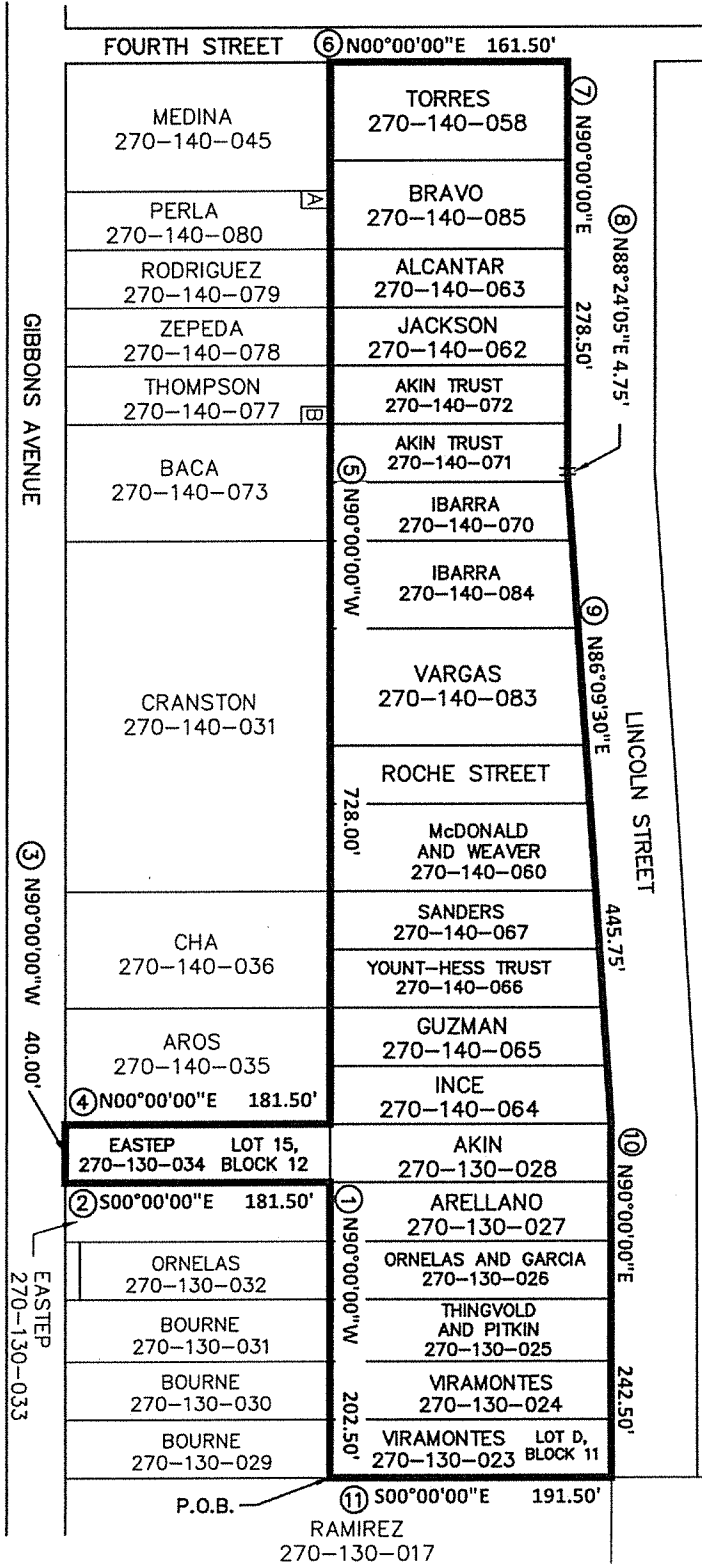 FOURTH STREET
⑥ N00°00'00"E 161.50'
MEDINA
270-140-045
TORRES
270-140-058
⑦ N90°00'00"E 278.50'
⑧ N88°24'05"E 4.75'
A
PERLA
270-140-080
BRAVO
270-140-085
RODRIGUEZ
270-140-079
ALCANTAR
270-140-063
ZEPEDA
270-140-078
JACKSON
270-140-062
THOMPSON
270-140-077
B
AKIN TRUST
270-140-072
GIBBONS AVENUE
BACA
270-140-073
AKIN TRUST
270-140-071
⑤ N90°00'00"W 728.00'
IBARRA
270-140-070
IBARRA
270-140-084
⑨ N86°09'30"E 445.75'
LINCOLN STREET
CRANSTON
270-140-031
VARGAS
270-140-083
ROCHE STREET
McDONALD
AND WEAVER
270-140-060
③ N90°00'00"W 40.00'
CHA
270-140-036
SANDERS
270-140-067
YOUNT-HESS TRUST
270-140-066
AROS
270-140-035
GUZMAN
270-140-065
④ N00°00'00"E 181.50'
INCE
270-140-064
EASTEP
270-130-034
LOT 15,
BLOCK 12
AKIN
270-130-028
⑩ N90°00'00"E 242.50'
② S00°00'00"E 181.50'
① N90°00'00"W 202.50'
ARELLANO
270-130-027
EASTEP
270-130-033
ORNELAS
270-130-032
ORNELAS AND GARCIA
270-130-026
BOURNE
270-130-031
THINGVOLD
AND PITKIN
270-130-025
BOURNE
270-130-030
VIRAMONTES
270-130-024
BOURNE
270-130-029
VIRAMONTES
270-130-023
LOT D,
BLOCK 11
P.O.B.
⑪ S00°00'00"E 191.50'
RAMIREZ
270-130-017